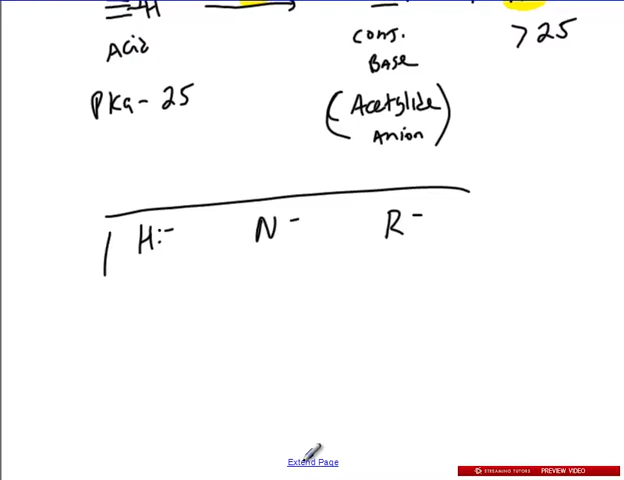 ≡-H
Acid
Conj.
Base
> 25
pKa- 25
(Acetylide
Anion)
H:- N- R-
Extend Page
STREAMING TUTORS PREVIEW VIDEO